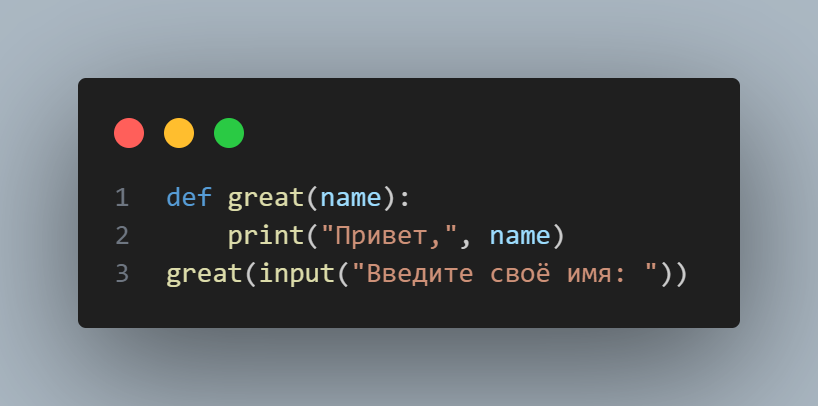 1 def great(name):
2     print("Привет,", name)
3 great(input("Введите своё имя: "))